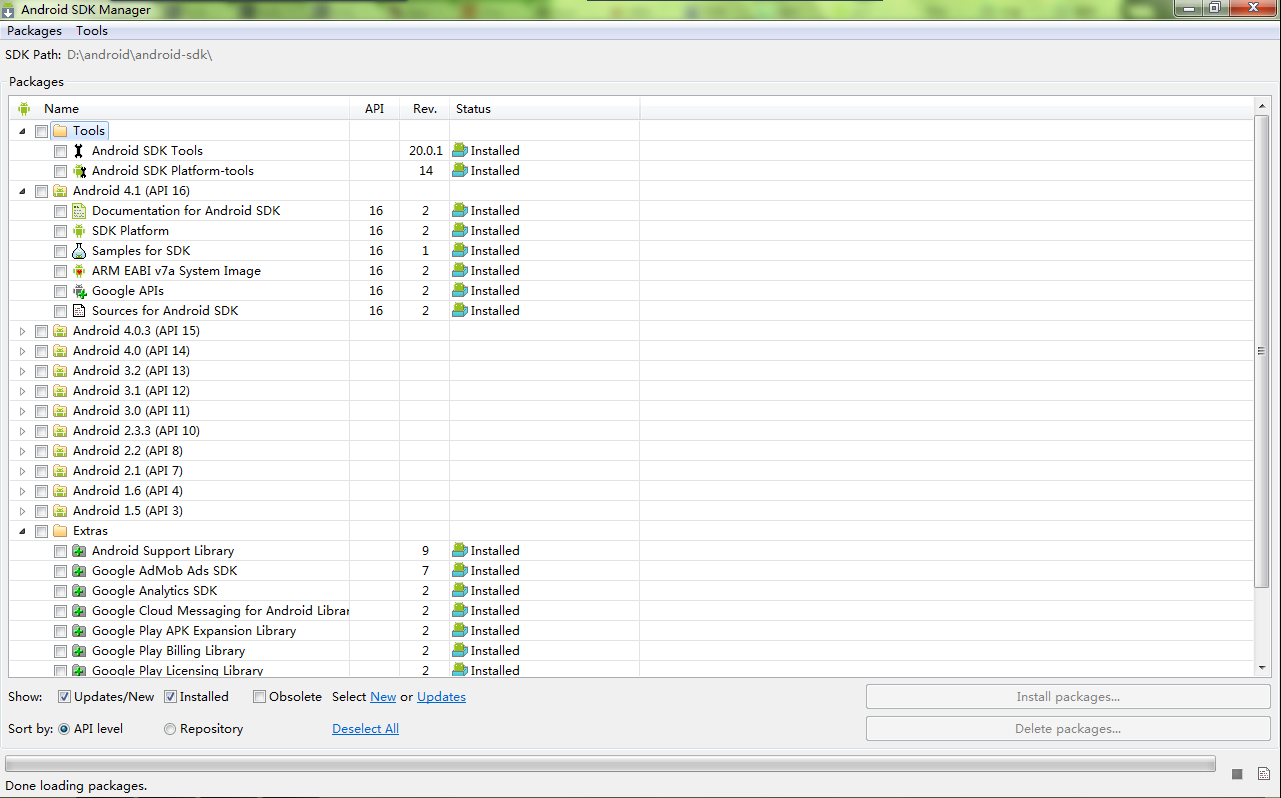 Android SDK Manager
Packages Tools
SDK Path: D:\android\android-sdk\
Packages
Name API Rev. Status
Tools
Android SDK Tools 20.0.1 Installed
Android SDK Platform-tools 14 Installed
Android 4.1 (API 16)
Documentation for Android SDK 16 2 Installed
SDK Platform 16 2 Installed
Samples for SDK 16 1 Installed
ARM EABI v7a System Image 16 2 Installed
Google APIs 16 2 Installed
Sources for Android SDK 16 2 Installed
Android 4.0.3 (API 15)
Android 4.0 (API 14)
Android 3.2 (API 13)
Android 3.1 (API 12)
Android 3.0 (API 11)
Android 2.3.3 (API 10)
Android 2.2 (API 8)
Android 2.1 (API 7)
Android 1.6 (API 4)
Android 1.5 (API 3)
Extras
Android Support Library 9 Installed
Google AdMob Ads SDK 7 Installed
Google Analytics SDK 2 Installed
Google Cloud Messaging for Android Librar 2 Installed
Google Play APK Expansion Library 2 Installed
Google Play Billing Library 2 Installed
Google Play Licensing Library 2 Installed
Show: Updates/New Installed Obsolete Select New or Updates Install packages...
Sort by: API level Repository Deselect All Delete packages...
Done loading packages.